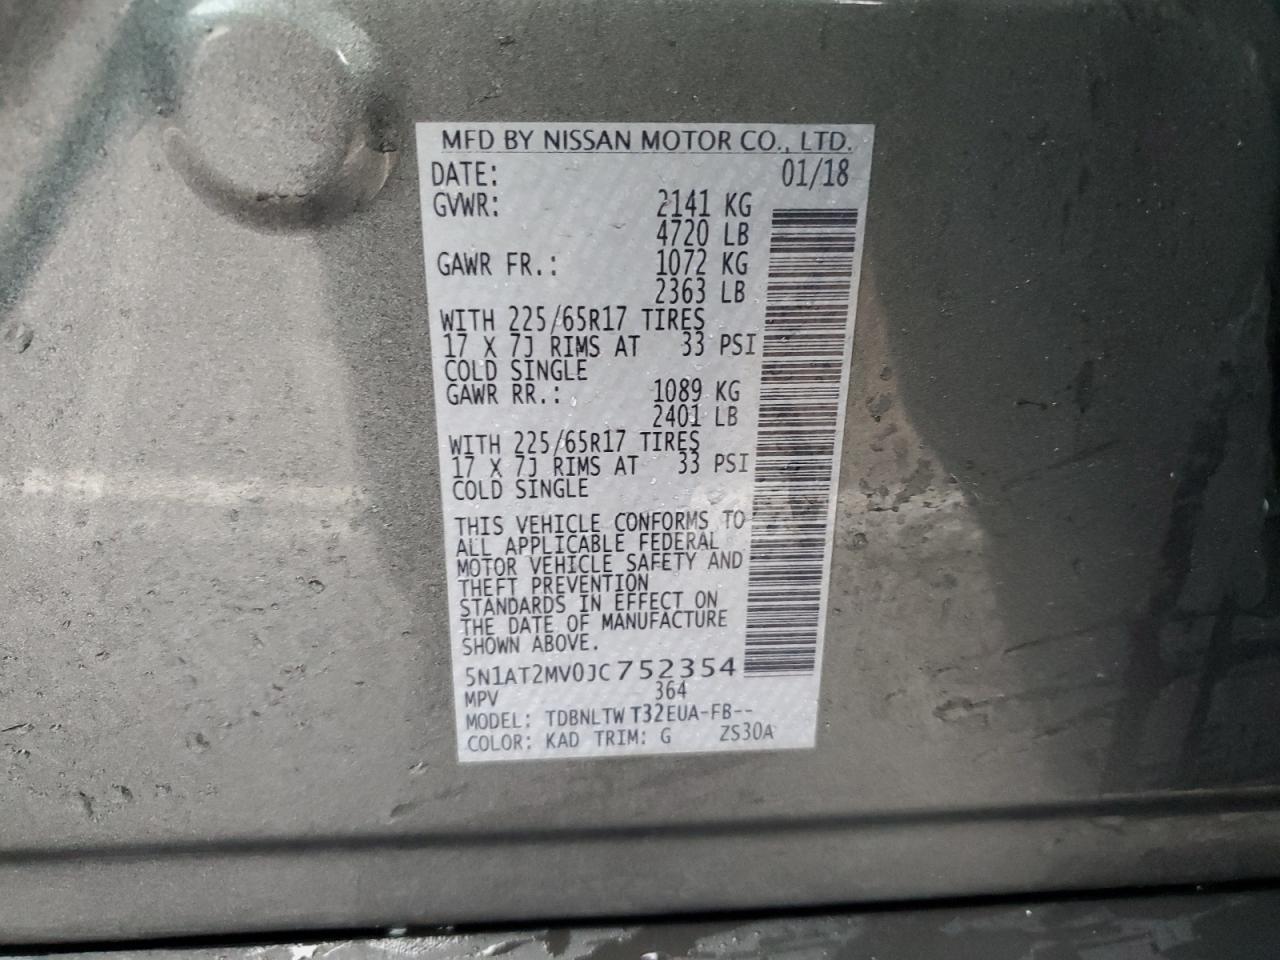 MFD BY NISSAN MOTOR CO., LTD.
DATE: 01/18
GVWR: 2141 KG
4720 LB
GAWR FR.: 1072 KG
2363 LB
WITH 225/65R17 TIRES
17 X 7J RIMS AT 33 PSI
COLD SINGLE
GAWR RR.: 1089 KG
2401 LB
WITH 225/65R17 TIRES
17 X 7J RIMS AT 33 PSI
COLD SINGLE
THIS VEHICLE CONFORMS TO
ALL APPLICABLE FEDERAL
MOTOR VEHICLE SAFETY AND
THEFT PREVENTION
STANDARDS IN EFFECT ON
THE DATE OF MANUFACTURE
SHOWN ABOVE.
5N1AT2MV0JC752354
MPV 364
MODEL: TDBNLTW T32EUA-FB--
COLOR: KAD TRIM: G ZS30A